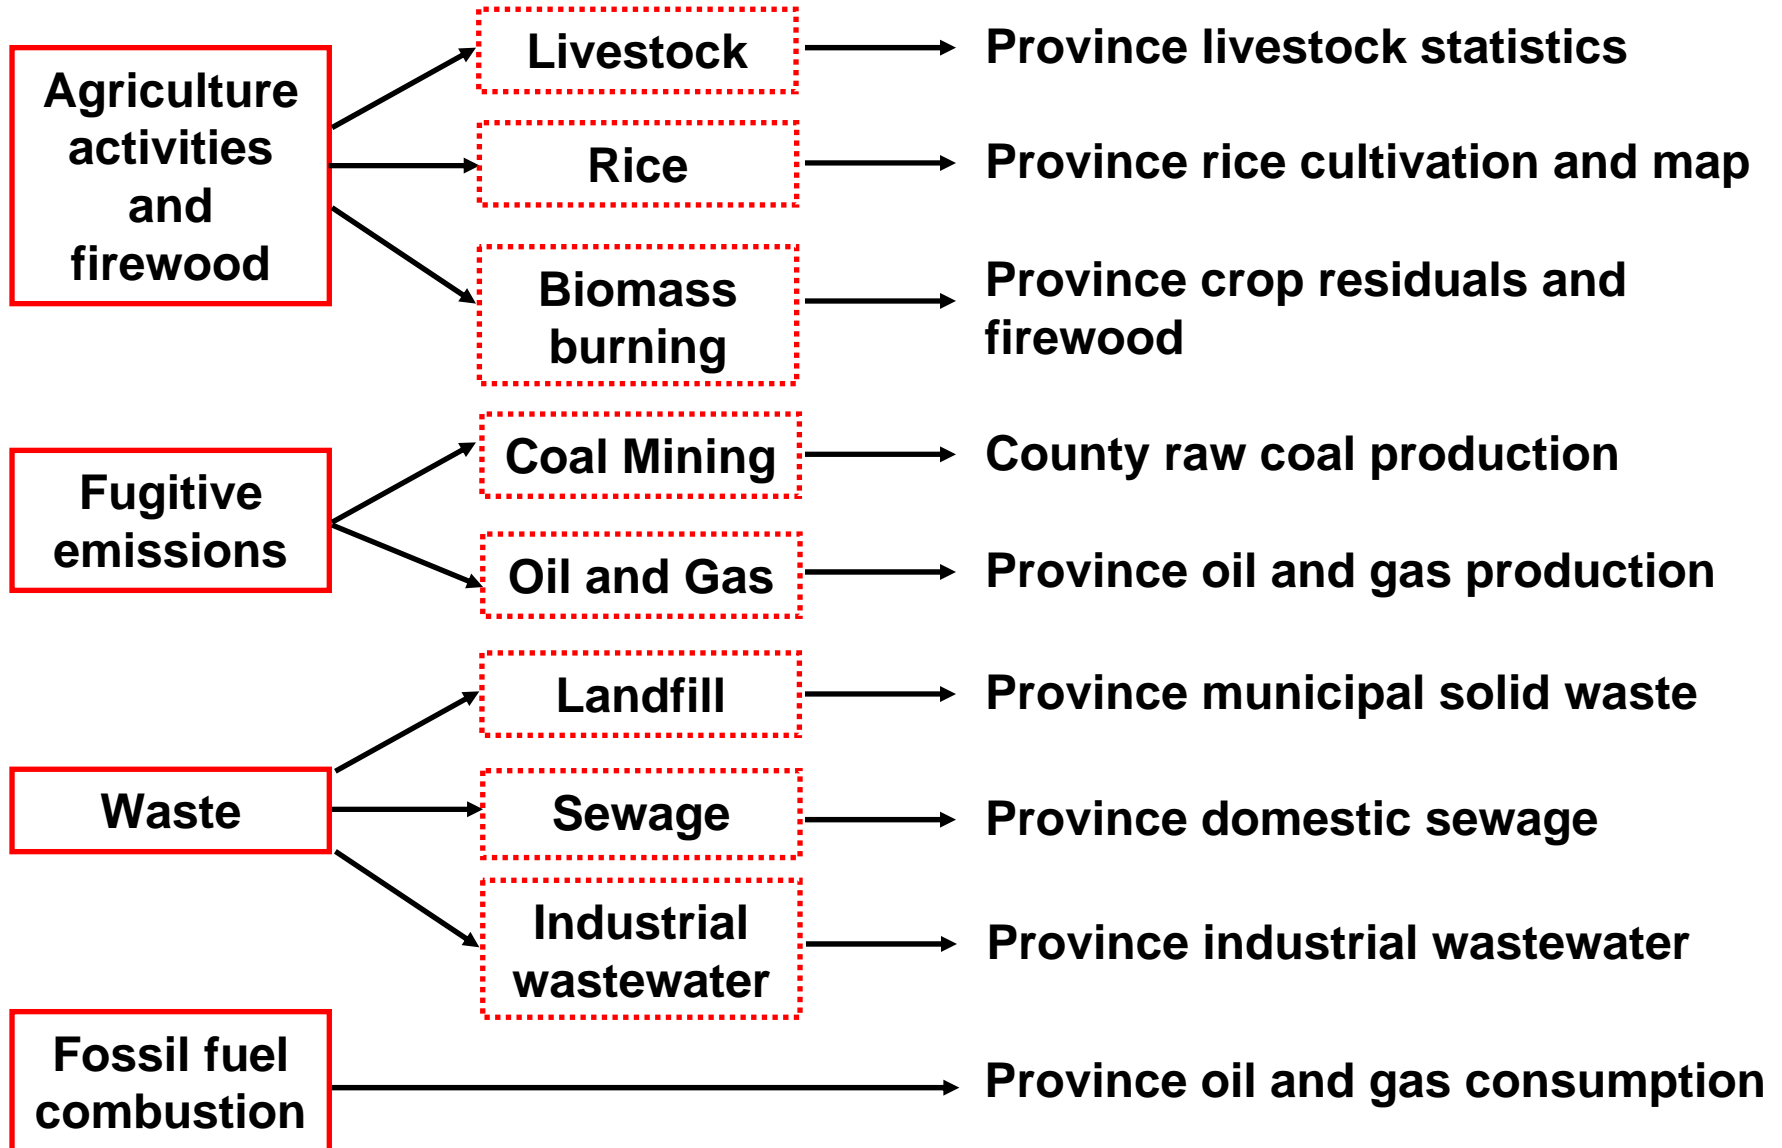 Agriculture
activities
and
firewood
Livestock
Province livestock statistics
Rice
Province rice cultivation and map
Biomass
burning
Province crop residuals and
firewood
Fugitive
emissions
Coal Mining
County raw coal production
Oil and Gas
Province oil and gas production
Waste
Landfill
Province municipal solid waste
Sewage
Province domestic sewage
Industrial
wastewater
Province industrial wastewater
Fossil fuel
combustion
Province oil and gas consumption